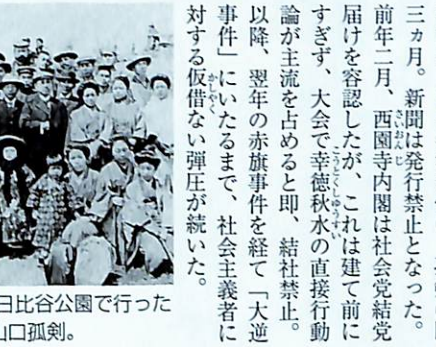 三ヵ月。新聞は発行禁止となった。
前年二月、西園寺内閣は社会党結党
届けを容認したが、これは建て前に
すぎず、大会で幸徳秋水の直接行動
論が主流を占めると即、結社禁止。
以降、翌年の赤旗事件を経て「大逆
事件」にいたるまで、社会主義者に
対する仮借ない弾圧が続いた。
日比谷公園で行った
山口孤剣。